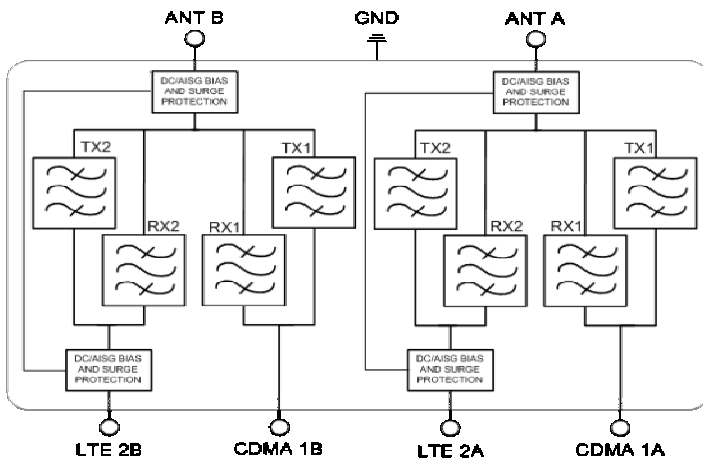 ANT B
GND
ANT A
DC/AISG BIAS
AND SURGE
PROTECTION
DC/AISG BIAS
AND SURGE
PROTECTION
TX2
TX1
TX2
TX1
RX2
RX1
RX2
RX1
DC/AISG BIAS
AND SURGE
PROTECTION
DC/AISG BIAS
AND SURGE
PROTECTION
LTE 2B
CDMA 1B
LTE 2A
CDMA 1A